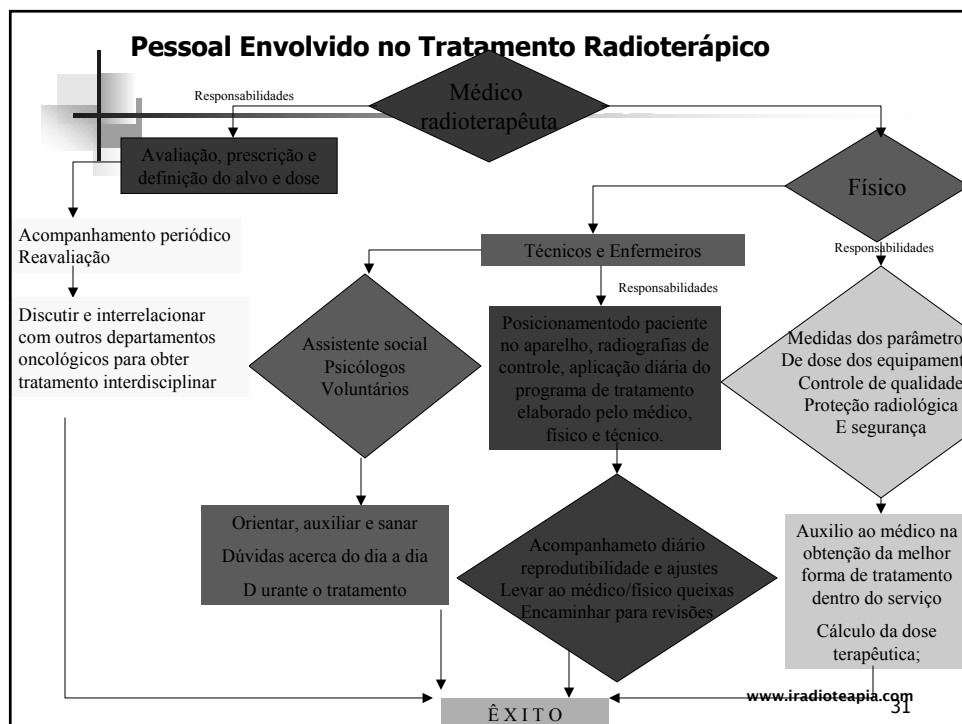 Pessoal Envolvido no Tratamento Radioterápico
Responsabilidades
Médico
radioterapêuta
Avaliação, prescrição e
definição do alvo e dose
Físico
Acompanhamento periódico
Reavaliação
Técnicos e Enfermeiros
Responsabilidades
Responsabilidades
Discutir e interrelacionar
com outros departamentos
oncológicos para obter
tratamento interdisciplinar
Assistente social
Psicólogos
Voluntários
Posicionamentodo paciente
no aparelho, radiografias de
controle, aplicação diária do
programa de tratamento
elaborado pelo médico,
físico e técnico.
Medidas dos parâmetro
De dose dos equipament
Controle de qualidade
Proteção radiológica
E segurança
Orientar, auxiliar e sanar
Dúvidas acerca do dia a dia
D urante o tratamento
Acompanhameto diário
reprodutibilidade e ajustes
Levar ao médico/físico queixas
Encaminhar para revisões
Auxilio ao médico na
obtenção da melhor
forma de tratamento
dentro do serviço
Cálculo da dose
terapêutica;
Ê X I T O
www.iradioteapia.com
31